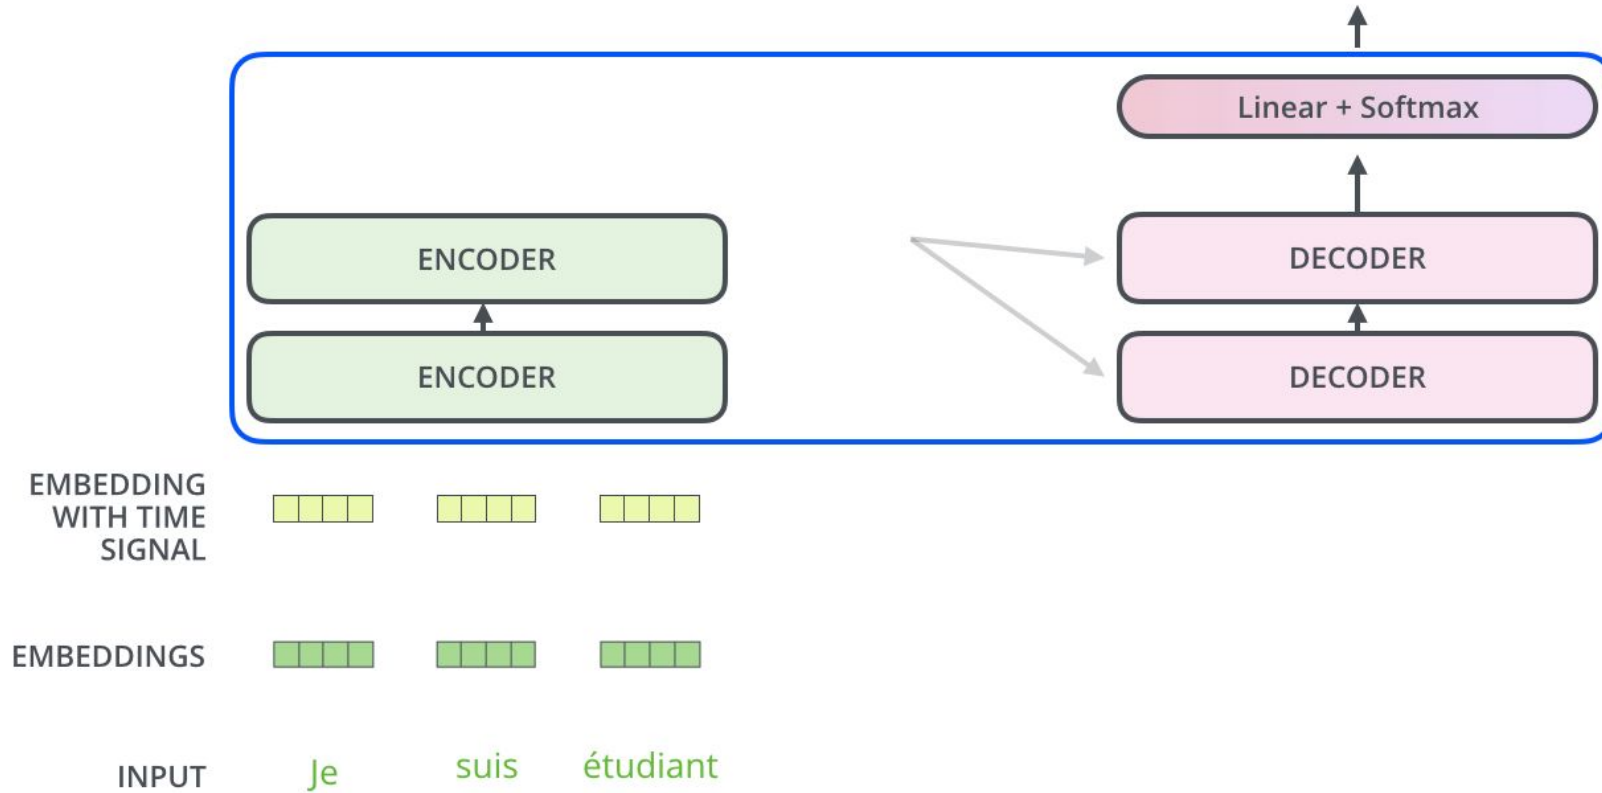 Linear + Softmax
ENCODER
DECODER
ENCODER
DECODER
EMBEDDING
WITH TIME
SIGNAL
EMBEDDINGS
INPUT Je suis étudiant